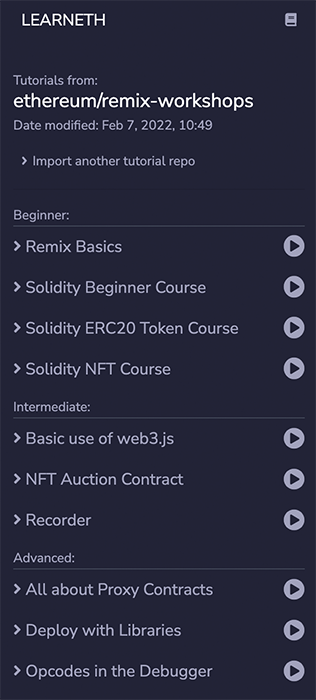 LEARNETH
Tutorials from:
ethereum/remix-workshops
Date modified: Feb 7, 2022, 10:49
Import another tutorial repo
Beginner:
Remix Basics
Solidity Beginner Course
Solidity ERC20 Token Course
Solidity NFT Course
Intermediate:
Basic use of web3.js
NFT Auction Contract
Recorder
Advanced:
All about Proxy Contracts
Deploy with Libraries
Opcodes in the Debugger